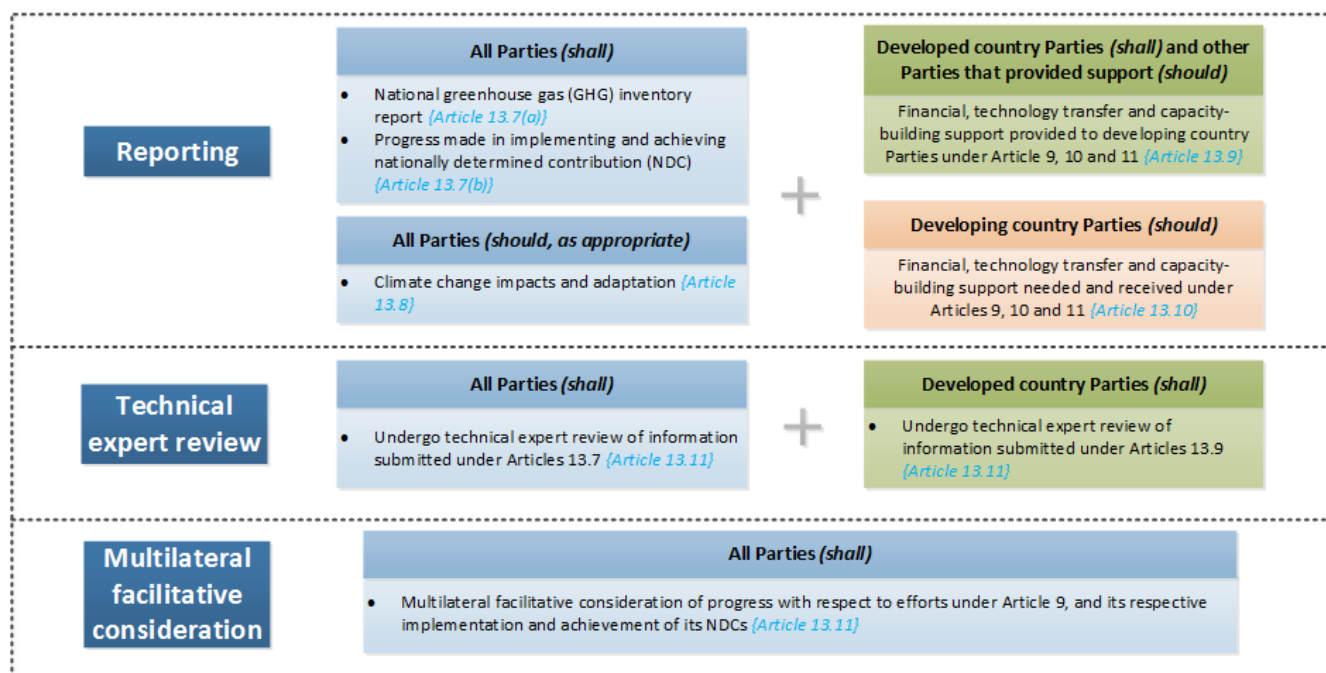 Reporting
All Parties (shall)
• National greenhouse gas (GHG) inventory
report {Article 13.7(a)}
• Progress made in implementing and achieving
nationally determined contribution (NDC)
{Article 13.7(b)}
All Parties (should, as appropriate)
• Climate change impacts and adaptation {Article
13.8}
+
Developed country Parties (shall) and other
Parties that provided support (should)
Financial, technology transfer and capacity-
building support provided to developing country
Parties under Article 9, 10 and 11 {Article 13.9}
Developing country Parties (should)
Financial, technology transfer and capacity-
building support needed and received under
Articles 9, 10 and 11 {Article 13.10}
Technical
expert review
All Parties (shall)
• Undergo technical expert review of information
submitted under Articles 13.7 {Article 13.11}
+
Developed country Parties (shall)
• Undergo technical expert review of
information submitted under Articles 13.9
{Article 13.11}
Multilateral
facilitative
consideration
All Parties (shall)
• Multilateral facilitative consideration of progress with respect to efforts under Article 9, and its respective
implementation and achievement of its NDCs {Article 13.11}